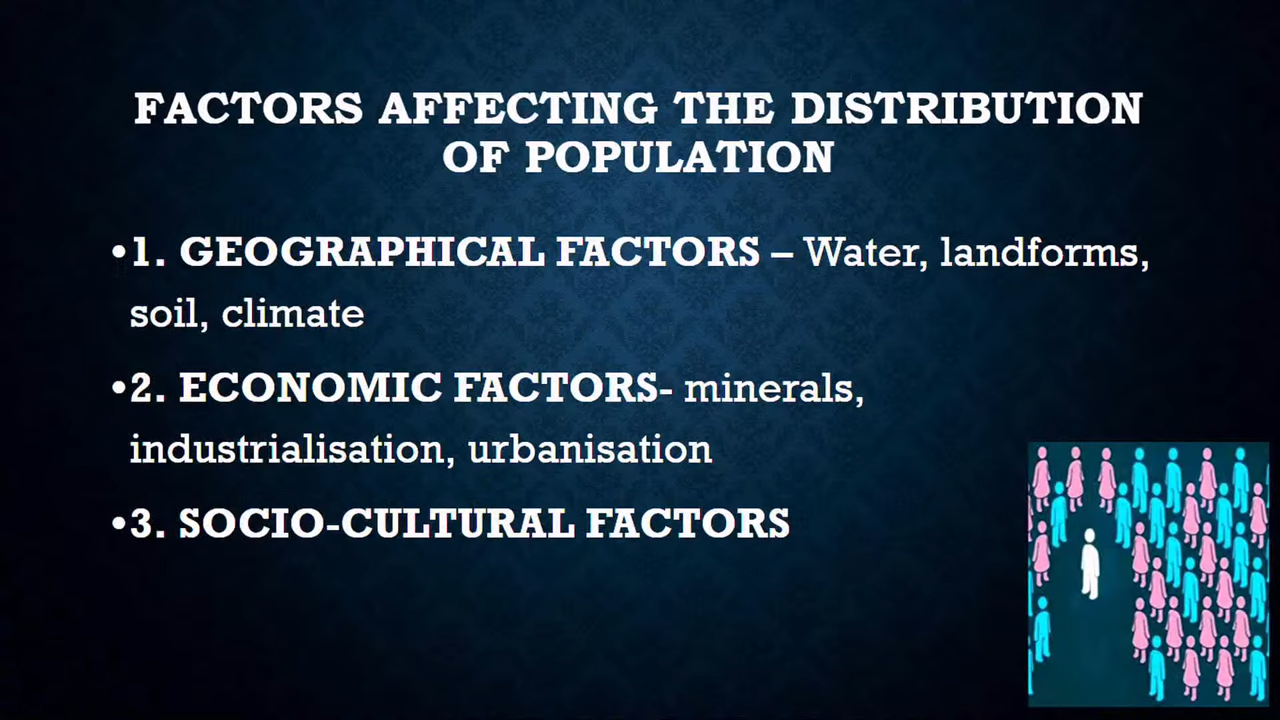 FACTORS AFFECTING THE DISTRIBUTION
OF POPULATION
•1. GEOGRAPHICAL FACTORS – Water, landforms,
soil, climate
•2. ECONOMIC FACTORS- minerals,
industrialisation, urbanisation
•3. SOCIO-CULTURAL FACTORS